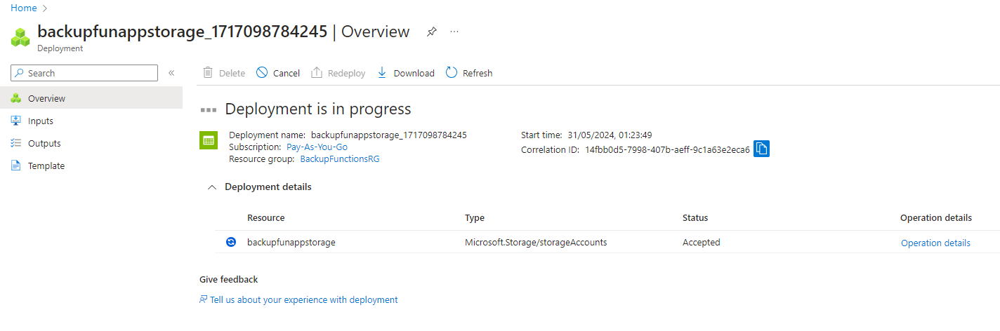 Home >
backupfunappstorage_1717098784245 | Overview ...
Deployment
Search «
Delete Cancel Redeploy Download Refresh
Overview
Inputs
Outputs
Template
Deployment is in progress
Deployment name: backupfunappstorage_1717098784245 Start time: 31/05/2024, 01:23:49
Subscription: Pay-As-You-Go Correlation ID: 14fbb0d5-7998-407b-aeff-9c1a63e2eca6
Resource group: BackupFunctionsRG
Deployment details
Resource Type Status Operation details
backupfunappstorage Microsoft.Storage/storageAccounts Accepted Operation details
Give feedback
Tell us about your experience with deployment